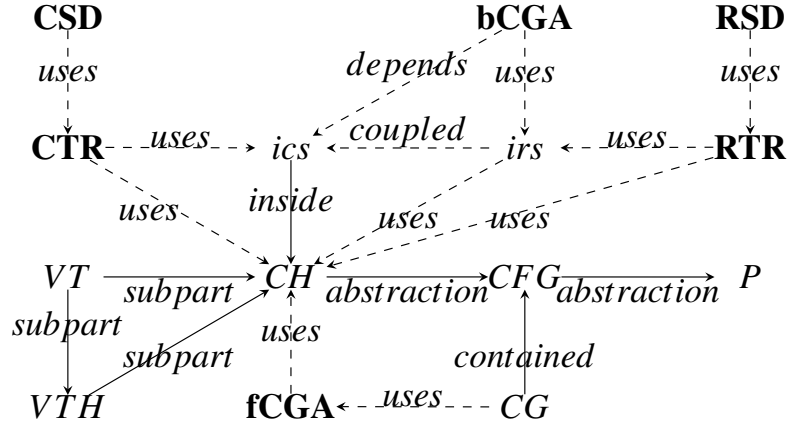 CSD bCGA RSD
uses depends uses uses
CTR uses ics coupled irs uses RTR
uses inside uses uses
VT subpart CH abstraction CFG abstraction P
subpart subpart uses contained
VTH fCGA uses CG